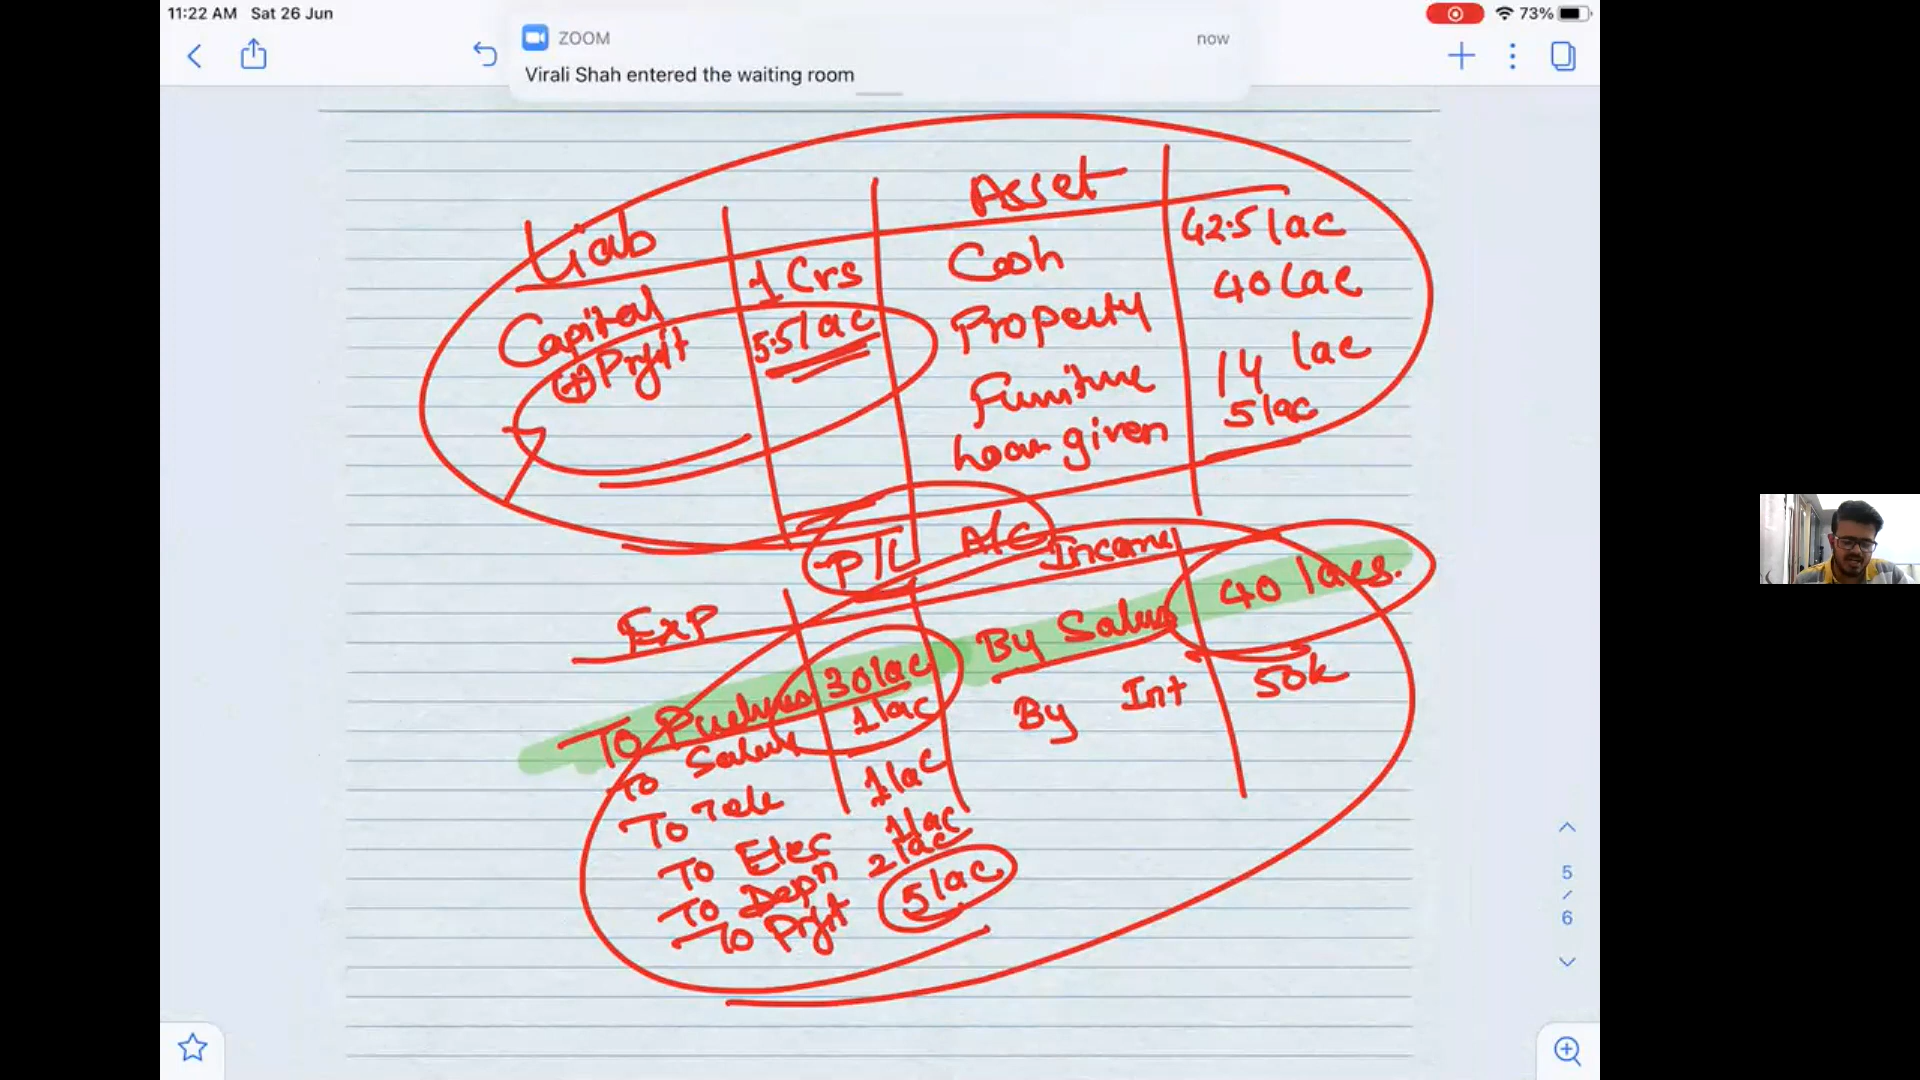 11:22 AM Sat 26 Jun
73%
ZOOM
now
Virali Shah entered the waiting room
Liab Asset
Capital 1 Crs Cash 42.5 lac
(+) Profit 5.5 lac Property 40 lac
Furniture 14 lac
Loan given 5 lac
P/L A/C
Exp Income
To Purchases 30 lac By Sales 40 lacs.
To Salary 1 lac By Int 50k
To Tele 1 lac
To Elec 1 lac
To Depn 2 lac
To Profit 5 lac
5
/
6